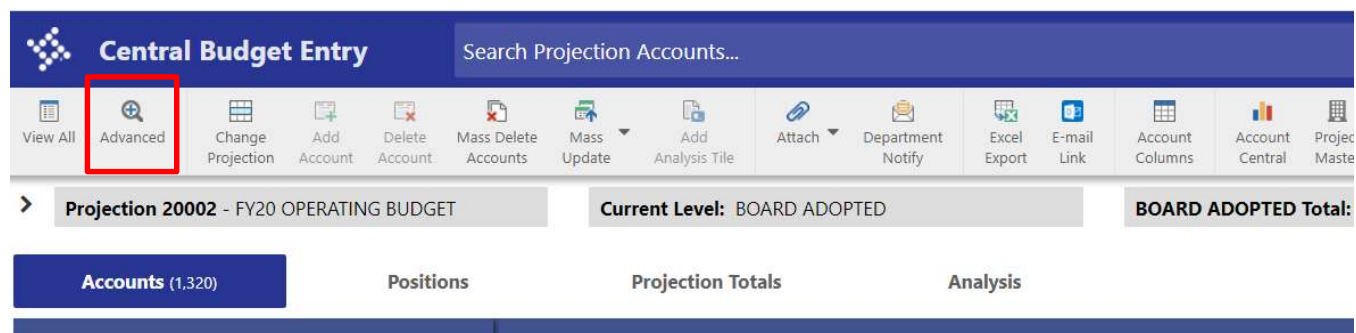 Central Budget Entry
Search Projection Accounts...
View All
Advanced
Change
Projection
Add
Account
Delete
Account
Mass Delete
Accounts
Mass
Update
Add
Analysis Tile
Attach
Department
Notify
Excel
Export
E-mail
Link
Account
Columns
Account
Central
Projec
Maste
Projection 20002 - FY20 OPERATING BUDGET
Current Level: BOARD ADOPTED
BOARD ADOPTED Total:
Accounts (1,320)
Positions
Projection Totals
Analysis